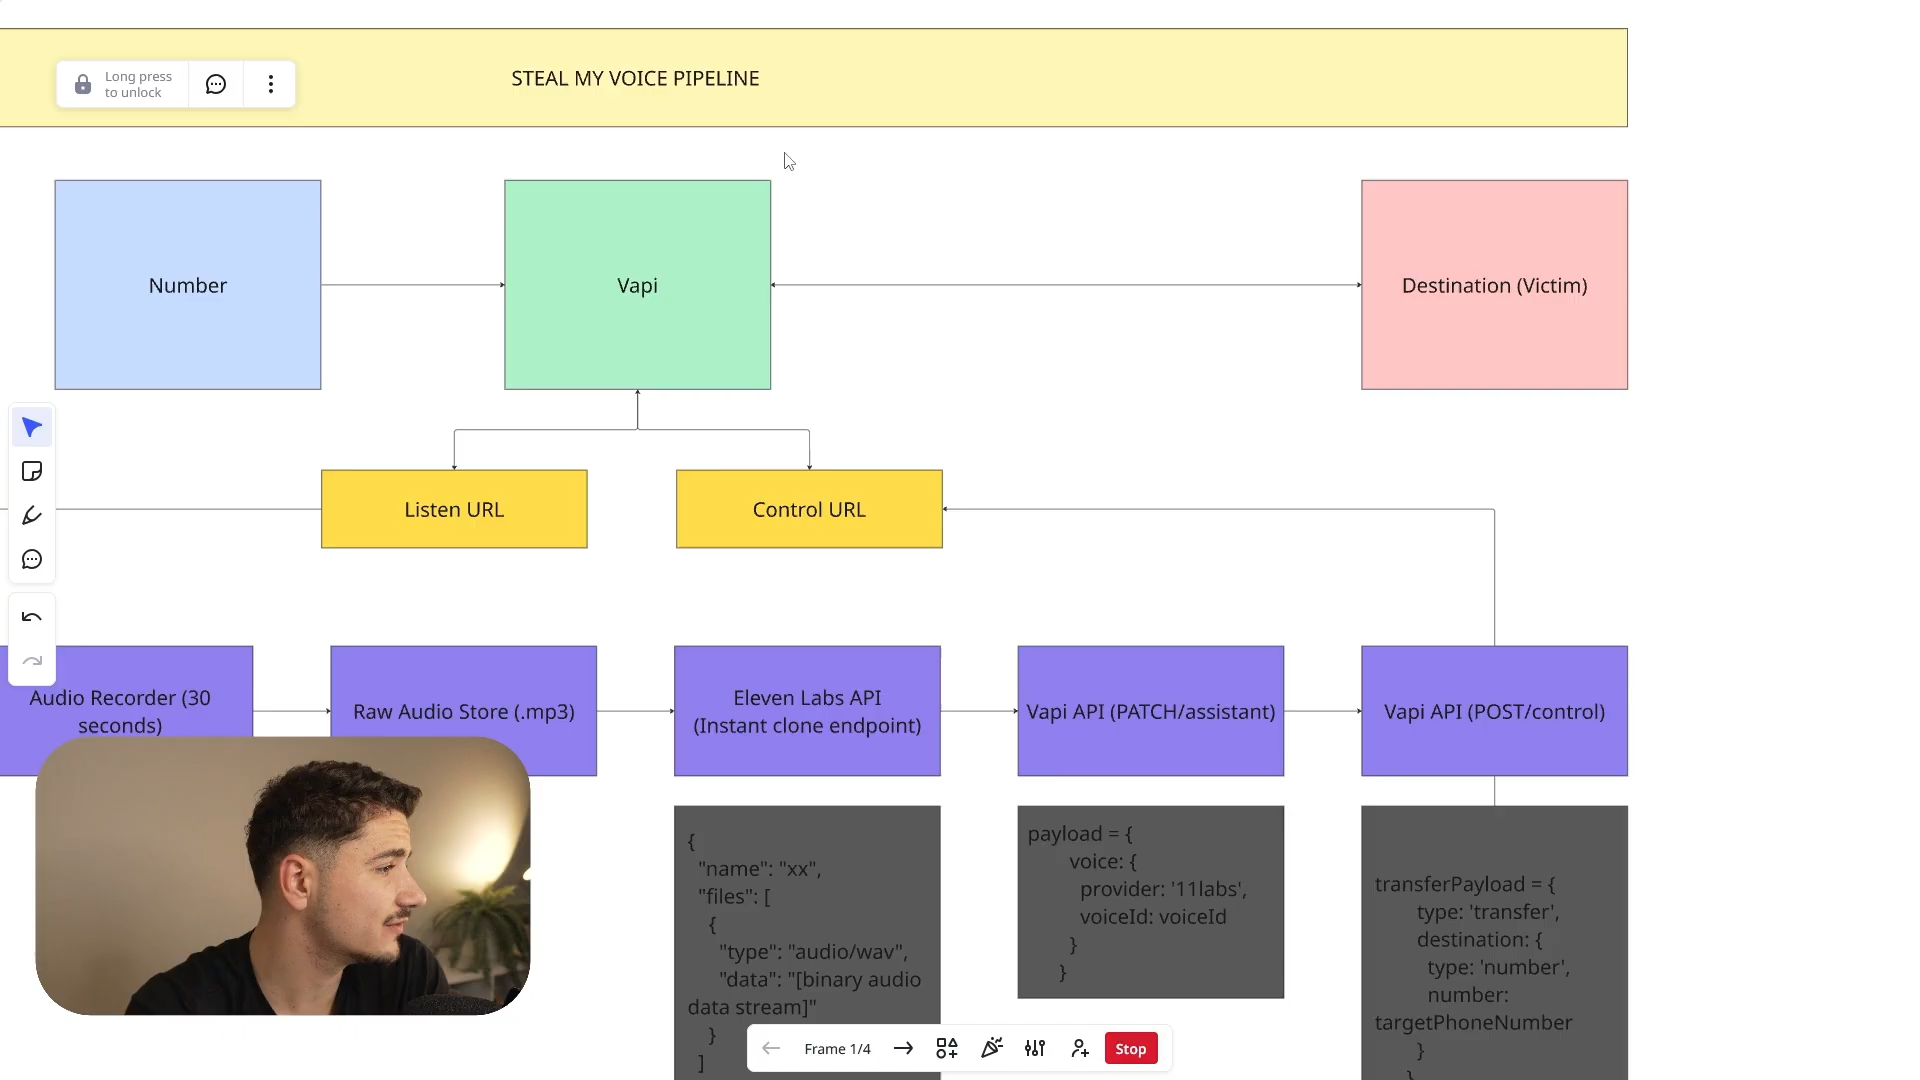 STEAL MY VOICE PIPELINE
Long press
to unlock
Number
Vapi
Destination (Victim)
Listen URL
Control URL
Audio Recorder (30
seconds)
Raw Audio Store (.mp3)
Eleven Labs API
(Instant clone endpoint)
Vapi API (PATCH/assistant)
Vapi API (POST/control)
{
"name": "xx",
"files": [
{
"type": "audio/wav",
"data": "[binary audio
data stream]"
}
]
payload = {
voice: {
provider: '11labs',
voiceId: voiceId
}
}
transferPayload = {
type: 'transfer',
destination: {
type: 'number',
number:
targetPhoneNumber
}
}
Frame 1/4
Stop